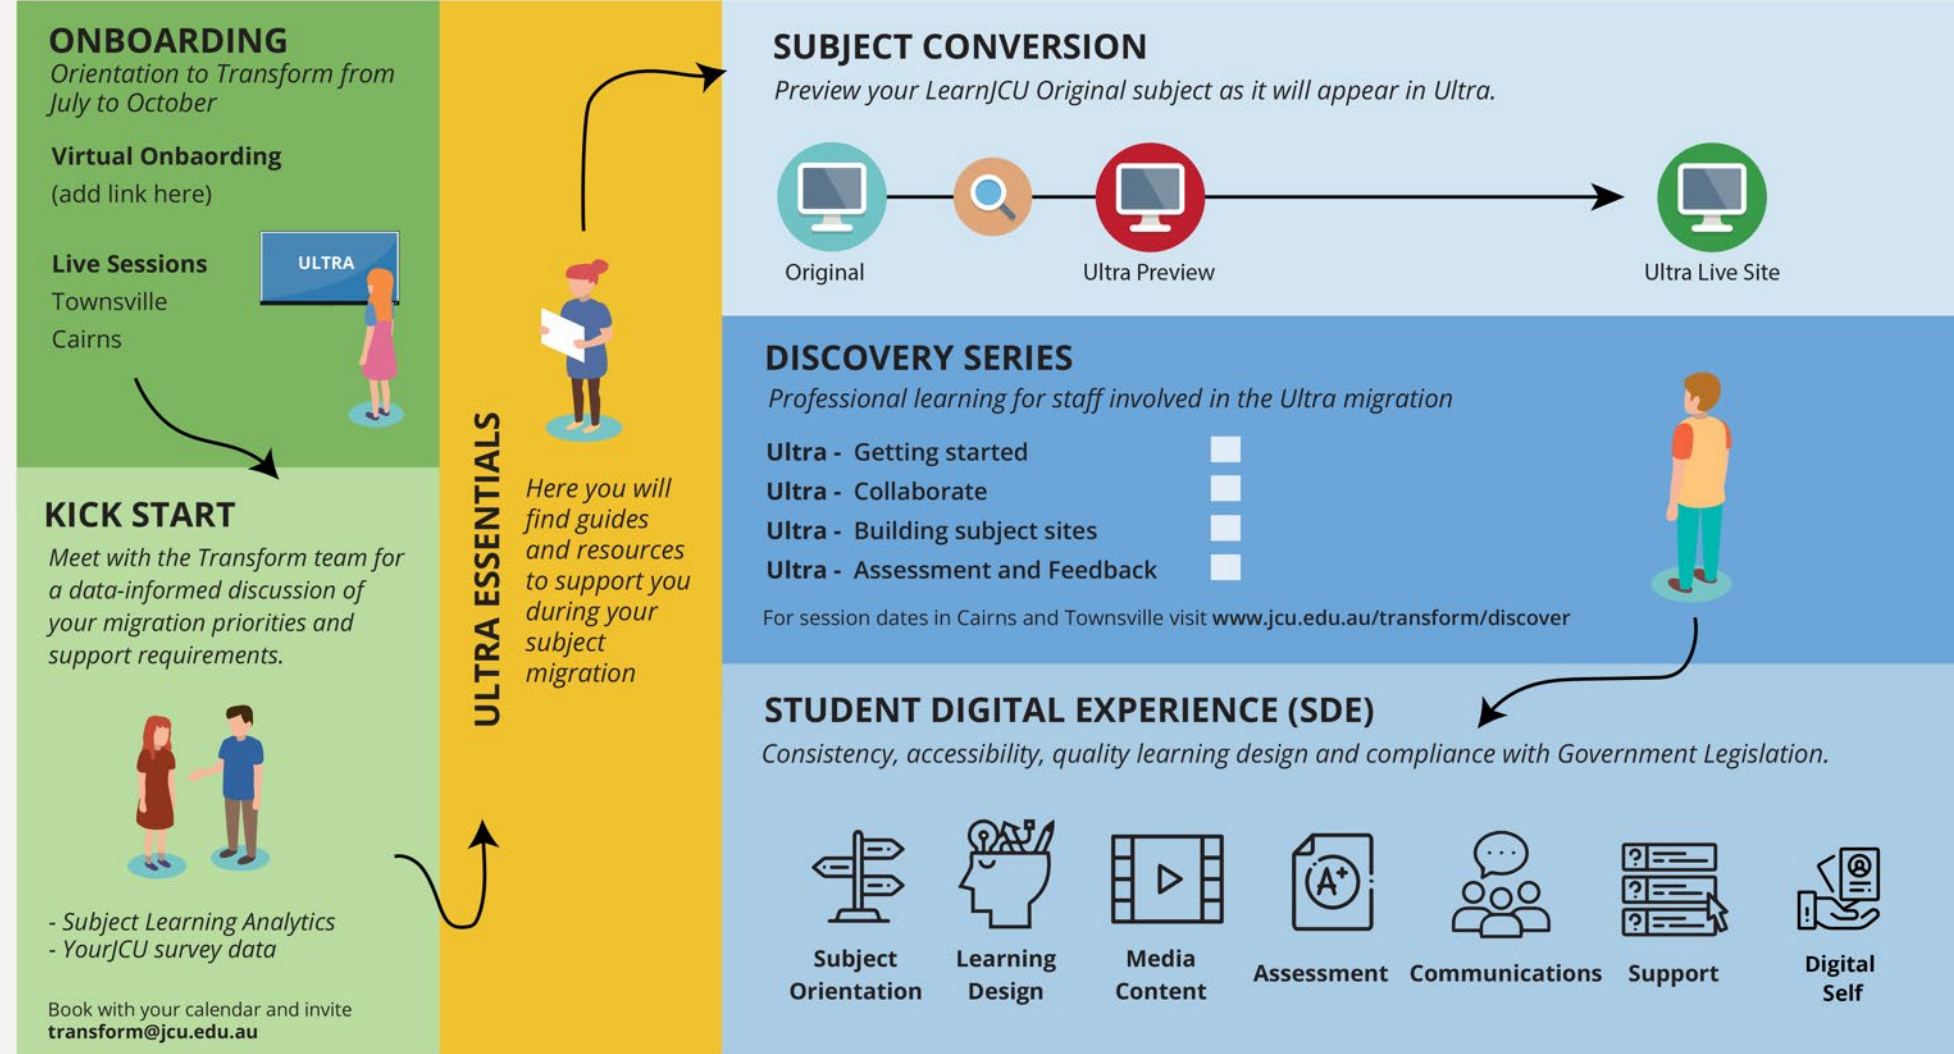 ONBOARDING
Orientation to Transform from
July to October
Virtual Onbaording
(add link here)
Live Sessions
Townsville
Cairns
ULTRA
KICK START
Meet with the Transform team for
a data-informed discussion of
your migration priorities and
support requirements.
- Subject Learning Analytics
- YourJCU survey data
Book with your calendar and invite
transform@jcu.edu.au
ULTRA ESSENTIALS
Here you will
find guides
and resources
to support you
during your
subject
migration
SUBJECT CONVERSION
Preview your LearnJCU Original subject as it will appear in Ultra.
Original
Ultra Preview
Ultra Live Site
DISCOVERY SERIES
Professional learning for staff involved in the Ultra migration
Ultra - Getting started
Ultra - Collaborate
Ultra - Building subject sites
Ultra - Assessment and Feedback
For session dates in Cairns and Townsville visit www.jcu.edu.au/transform/discover
STUDENT DIGITAL EXPERIENCE (SDE)
Consistency, accessibility, quality learning design and compliance with Government Legislation.
A+
?
?
?
Subject
Orientation
Learning
Design
Media
Content
Assessment
Communications
Support
Digital
Self